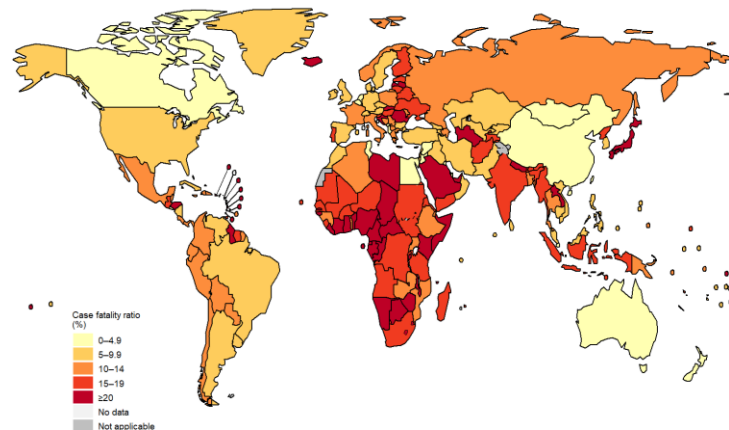 Case fatality ratio
(%)
0–4.9
5–9.9
10–14
15–19
≥20
No data
Not applicable